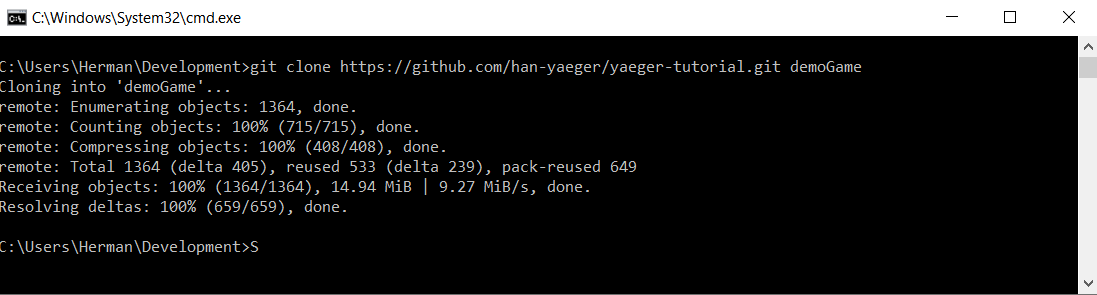 C:\Windows\System32\cmd.exe
C:\Users\Herman\Development>git clone https://github.com/han-yaeger/yaeger-tutorial.git demoGame
Cloning into 'demoGame'...
remote: Enumerating objects: 1364, done.
remote: Counting objects: 100% (715/715), done.
remote: Compressing objects: 100% (408/408), done.
remote: Total 1364 (delta 405), reused 533 (delta 239), pack-reused 649
Receiving objects: 100% (1364/1364), 14.94 MiB | 9.27 MiB/s, done.
Resolving deltas: 100% (659/659), done.
C:\Users\Herman\Development>S